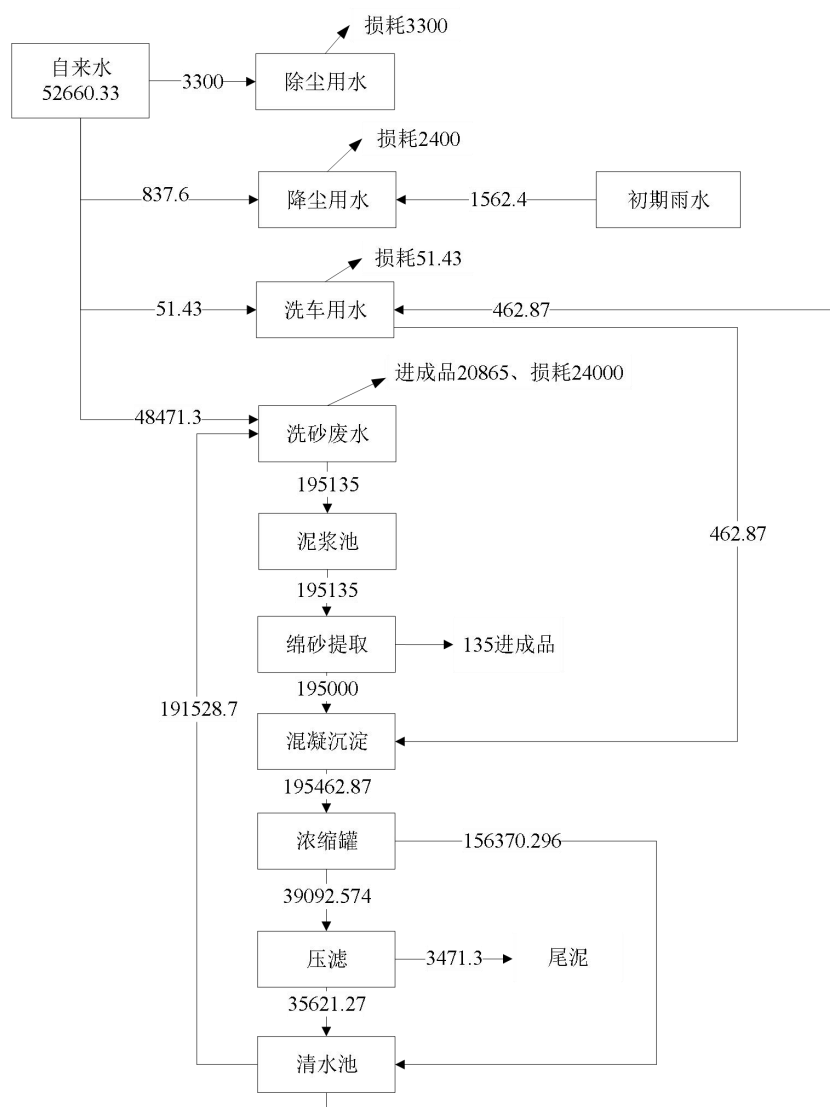 损耗3300
自来水
52660.33
3300
除尘用水
损耗2400
837.6
降尘用水
1562.4
初期雨水
损耗51.43
51.43
洗车用水
462.87
进成品20865、损耗24000
48471.3
洗砂废水
195135
泥浆池
462.87
195135
绵砂提取
135进成品
195000
191528.7
混凝沉淀
195462.87
浓缩罐
156370.296
39092.574
压滤
3471.3
尾泥
35621.27
清水池